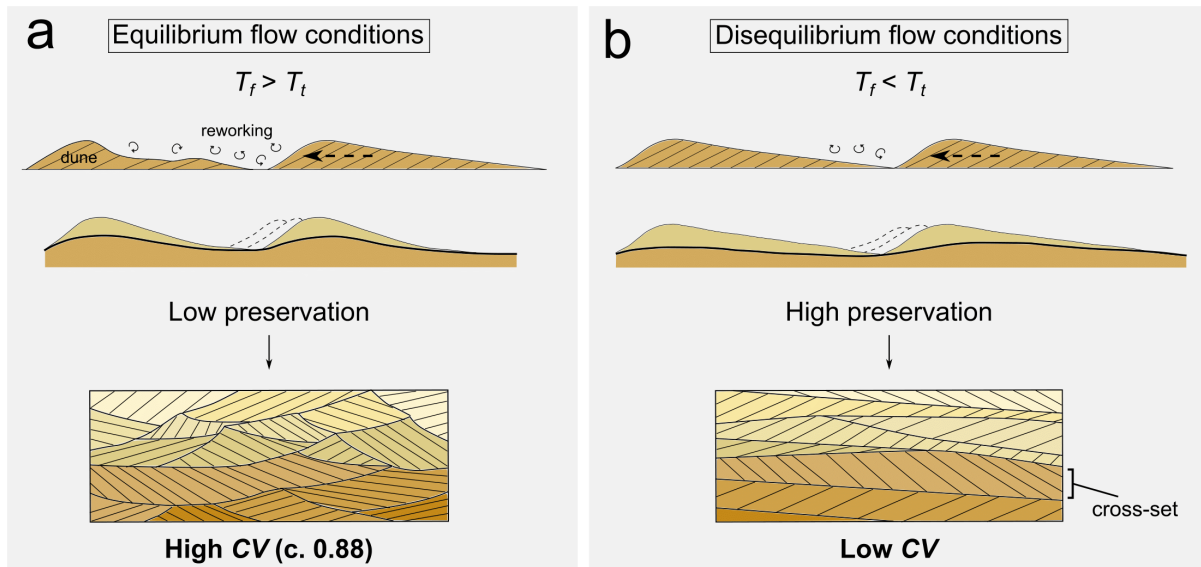 a
Equilibrium flow conditions
T_f > T_t
reworking
dune
Low preservation
High CV (c. 0.88)
b
Disequilibrium flow conditions
T_f < T_t
High preservation
cross-set
Low CV